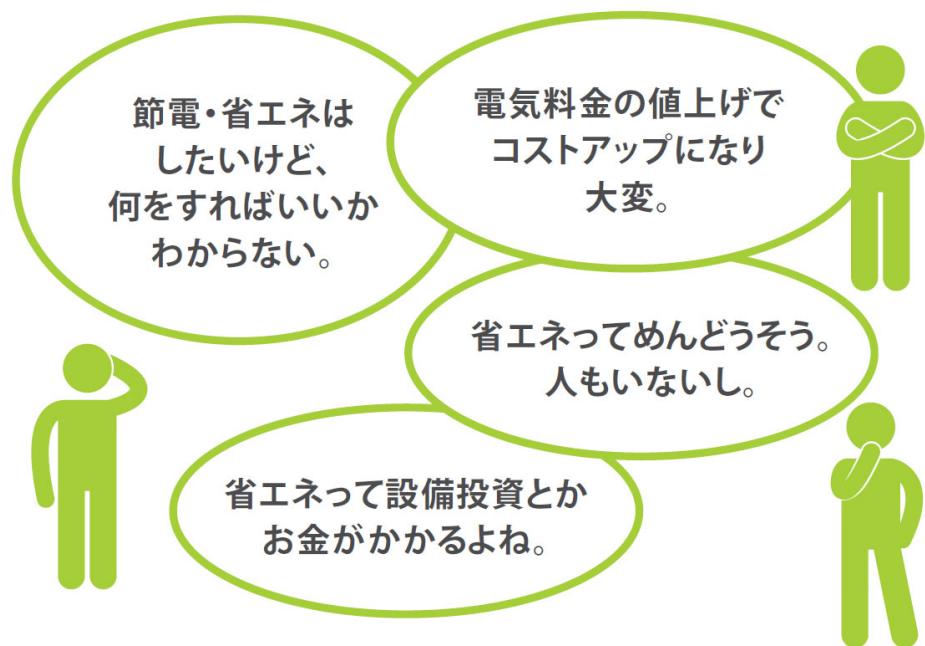 節電・省エネは
したいけど、
何をすればいいか
わからない。
電気料金の値上げで
コストアップになり
大変。
省エネってめんどうそう。
人もいないし。
省エネって設備投資とか
お金がかかるよね。